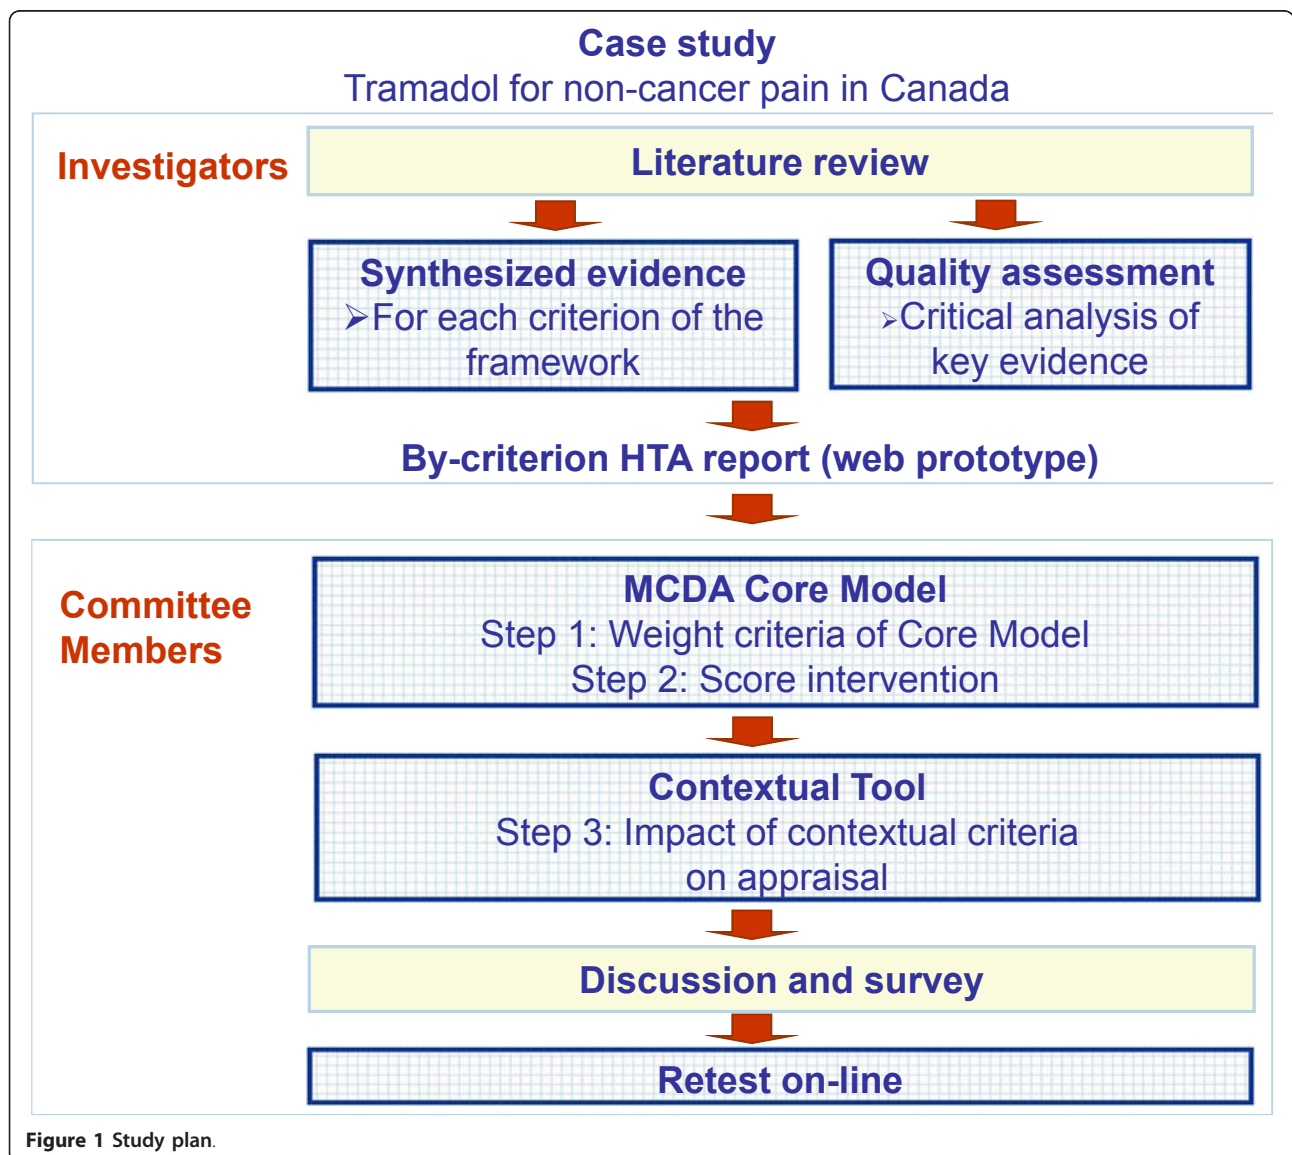 Case study
Tramadol for non-cancer pain in Canada
Investigators
Literature review
Synthesized evidence
➢For each criterion of the
framework
Quality assessment
➢Critical analysis of
key evidence
By-criterion HTA report (web prototype)
Committee
Members
MCDA Core Model
Step 1: Weight criteria of Core Model
Step 2: Score intervention
Contextual Tool
Step 3: Impact of contextual criteria
on appraisal
Discussion and survey
Retest on-line
Figure 1 Study plan.